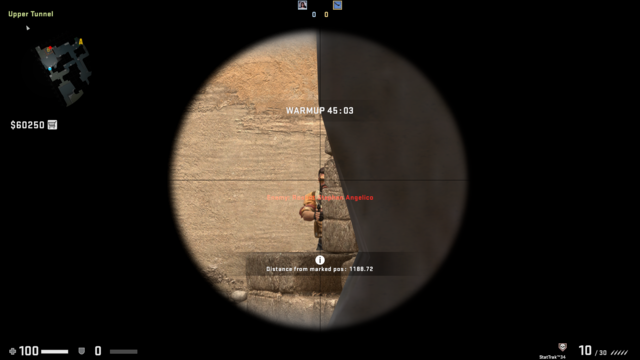 Upper Tunnel
0 0
A
$60250
WARMUP 45:03
Angelica
Distance from marked pos: 1188.72
100
0
StatTrak™34
10 / 30